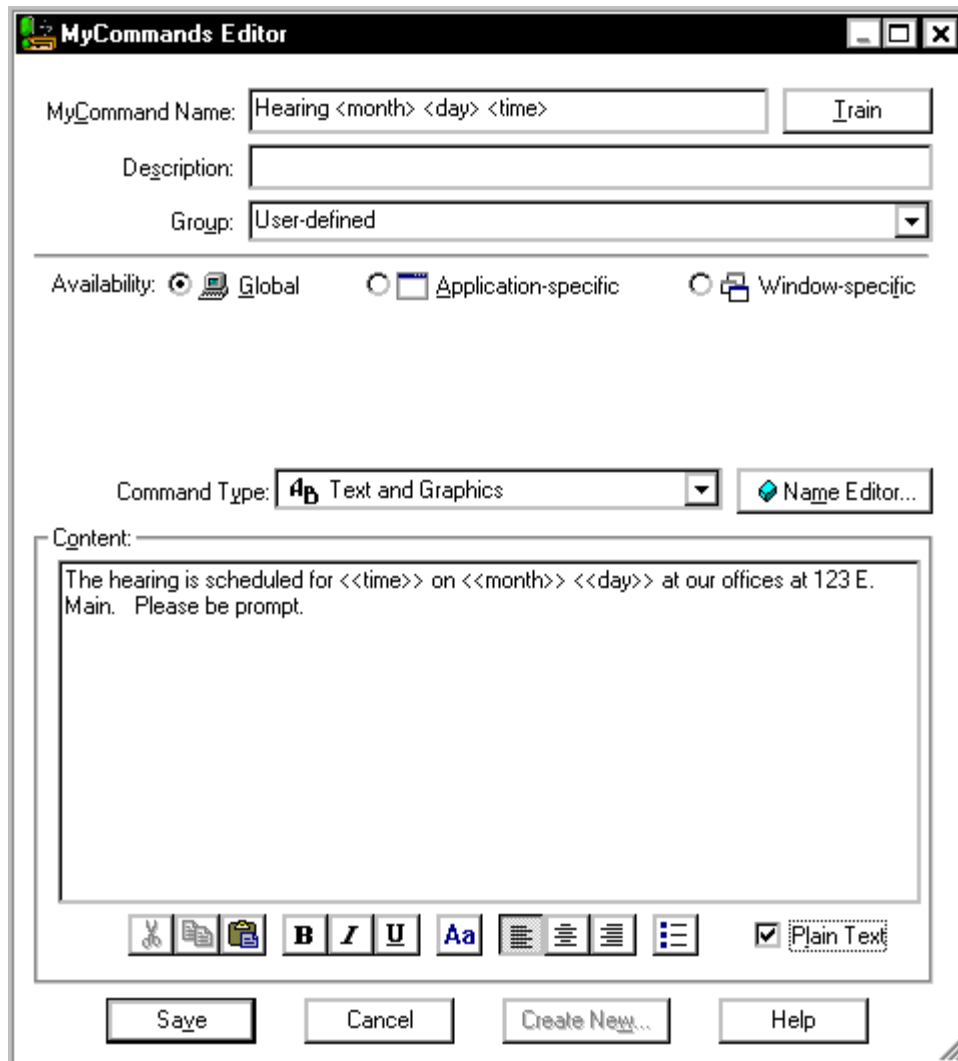 MyCommands Editor
MyCommand Name: Hearing <month> <day> <time> Train
Description:
Group: User-defined
Availability: Global Application-specific Window-specific
Command Type: AB Text and Graphics Name Editor...
Content:
The hearing is scheduled for <<time>> on <<month>> <<day>> at our offices at 123 E.
Main.   Please be prompt.
B I U Aa Plain Text
Save Cancel Create New... Help